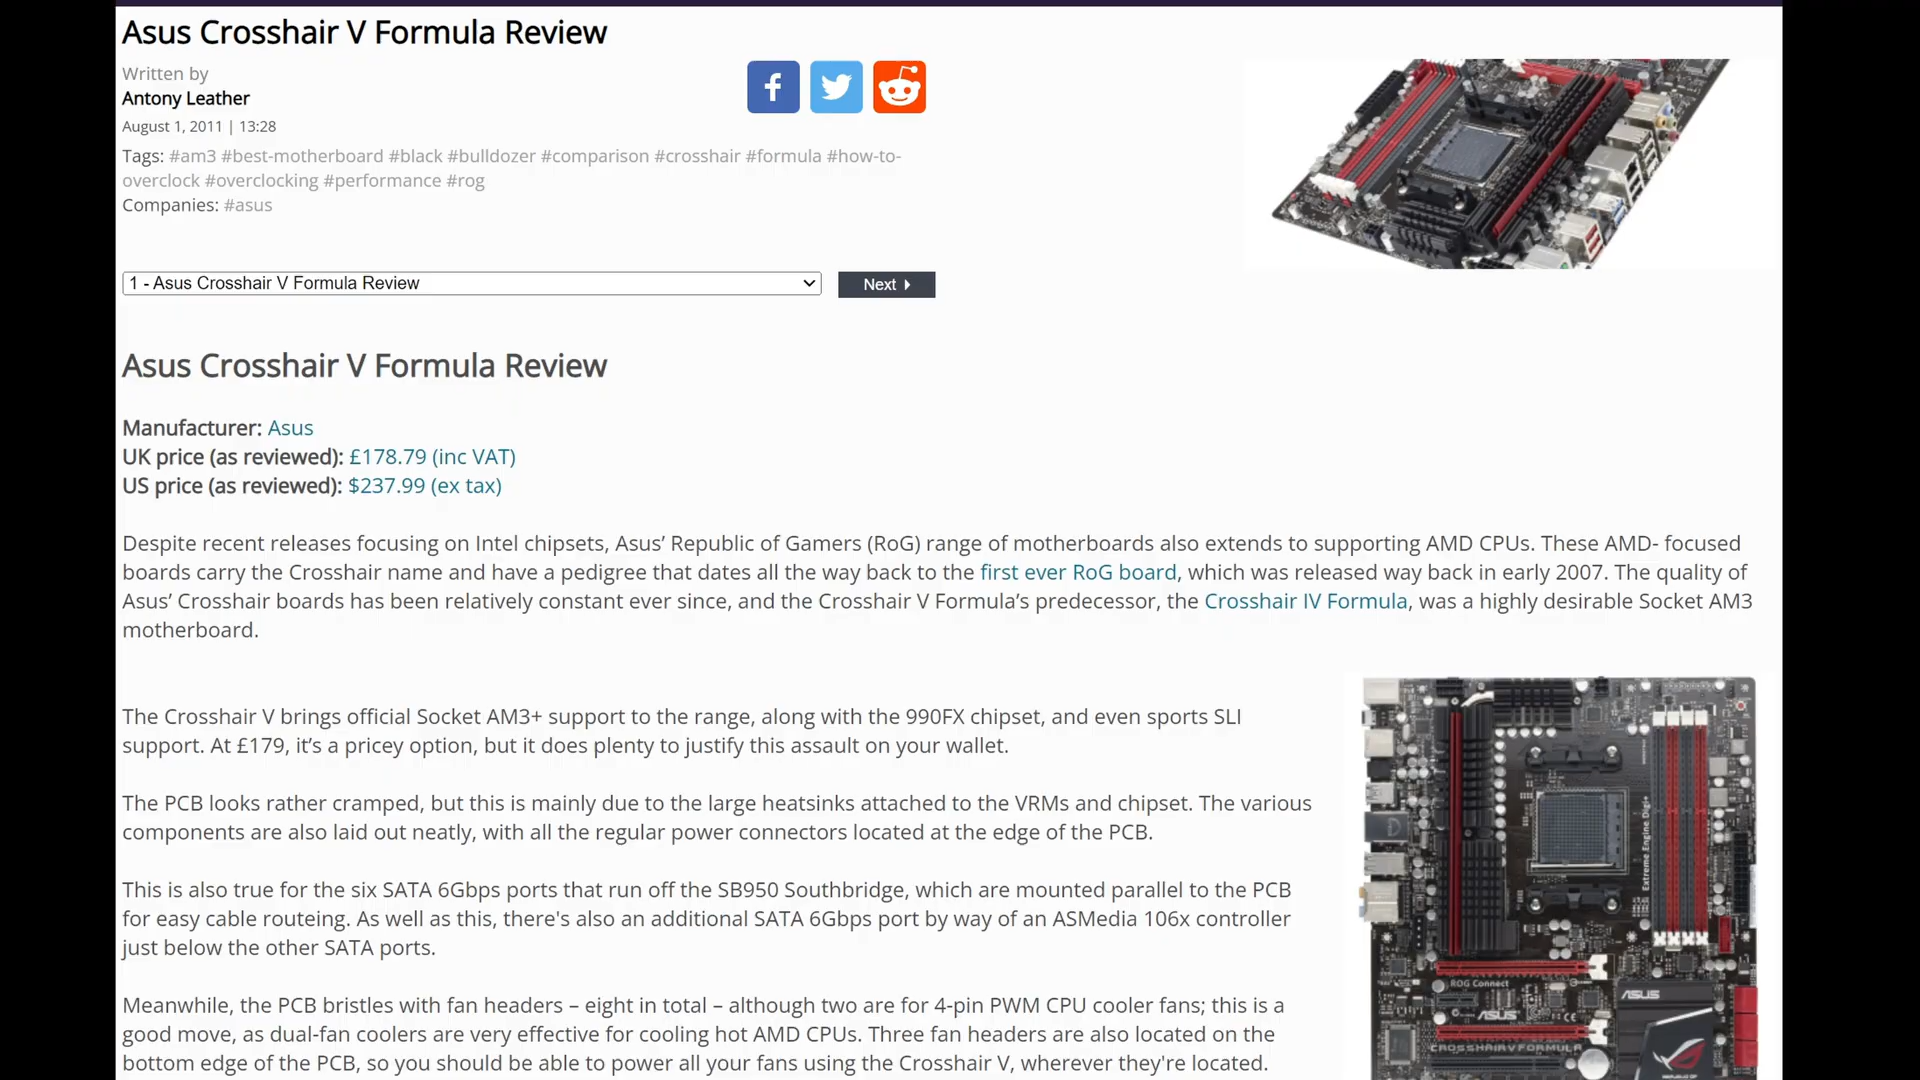 Asus Crosshair V Formula Review
Written by
Antony Leather
August 1, 2011 | 13:28
Tags: #am3 #best-motherboard #black #bulldozer #comparison #crosshair #formula #how-to-
overclock #overclocking #performance #rog
Companies: #asus
1 - Asus Crosshair V Formula Review
Next
Asus Crosshair V Formula Review
Manufacturer: Asus
UK price (as reviewed): £178.79 (inc VAT)
US price (as reviewed): $237.99 (ex tax)
Despite recent releases focusing on Intel chipsets, Asus’ Republic of Gamers (RoG) range of motherboards also extends to supporting AMD CPUs. These AMD- focused
boards carry the Crosshair name and have a pedigree that dates all the way back to the first ever RoG board, which was released way back in early 2007. The quality of
Asus’ Crosshair boards has been relatively constant ever since, and the Crosshair V Formula’s predecessor, the Crosshair IV Formula, was a highly desirable Socket AM3
motherboard.
The Crosshair V brings official Socket AM3+ support to the range, along with the 990FX chipset, and even sports SLI
support. At £179, it’s a pricey option, but it does plenty to justify this assault on your wallet.
The PCB looks rather cramped, but this is mainly due to the large heatsinks attached to the VRMs and chipset. The various
components are also laid out neatly, with all the regular power connectors located at the edge of the PCB.
This is also true for the six SATA 6Gbps ports that run off the SB950 Southbridge, which are mounted parallel to the PCB
for easy cable routeing. As well as this, there's also an additional SATA 6Gbps port by way of an ASMedia 106x controller
just below the other SATA ports.
Meanwhile, the PCB bristles with fan headers – eight in total – although two are for 4-pin PWM CPU cooler fans; this is a
good move, as dual-fan coolers are very effective for cooling hot AMD CPUs. Three fan headers are also located on the
bottom edge of the PCB, so you should be able to power all your fans using the Crosshair V, wherever they're located.
Extreme Engine Digi+
ROG Connect
ASUS
ASUS
CROSSHAIR V FORMULA